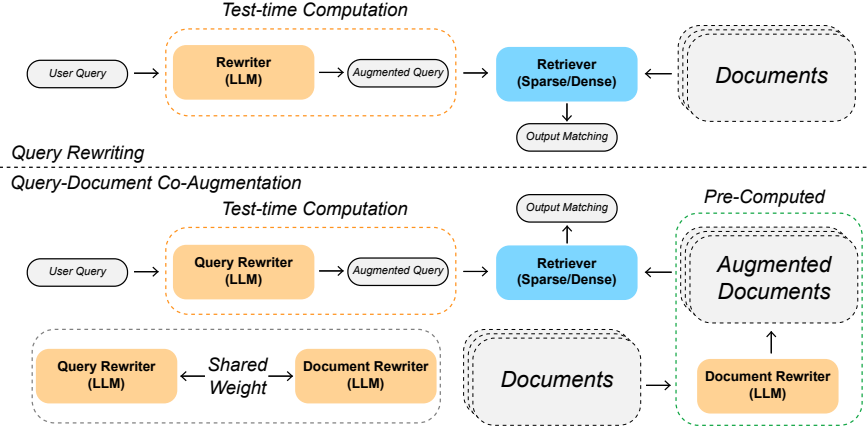 Test-time Computation
User Query
Rewriter
(LLM)
Augmented Query
Retriever
(Sparse/Dense)
Documents
Output Matching
Query Rewriting
Query-Document Co-Augmentation
Test-time Computation
Output Matching
Pre-Computed
User Query
Query Rewriter
(LLM)
Augmented Query
Retriever
(Sparse/Dense)
Augmented
Documents
Query Rewriter
(LLM)
Shared
Weight
Document Rewriter
(LLM)
Documents
Document Rewriter
(LLM)